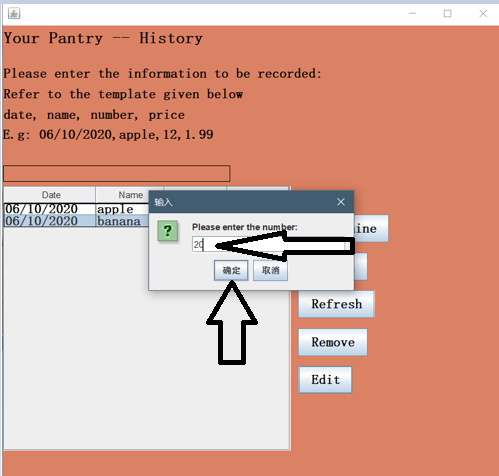 Your Pantry -- History
Please enter the information to be recorded:
Refer to the template given below
date, name, number, price
E.g: 06/10/2020,apple,12,1.99
Date Name
06/10/2020 apple
06/10/2020 banana
输入
Please enter the number:
20
确定 取消
Refresh
Remove
Edit